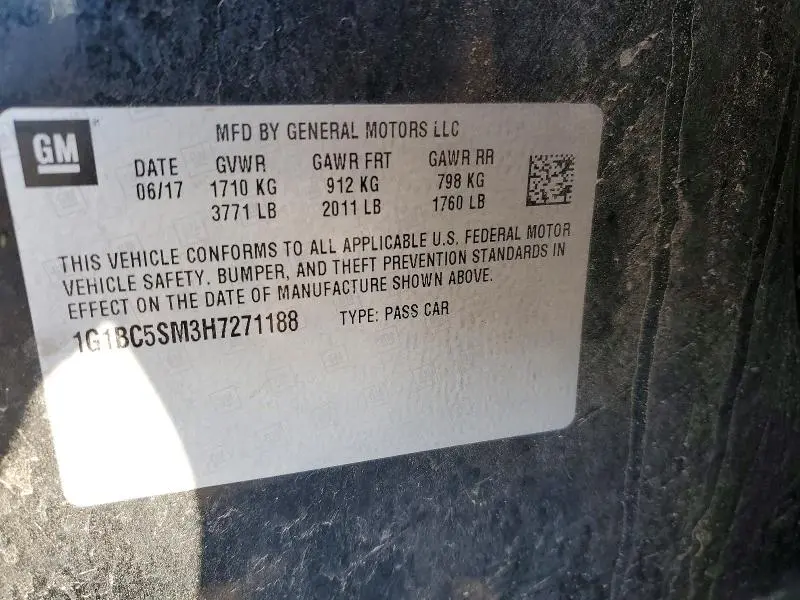 GM
MFD BY GENERAL MOTORS LLC
DATE GVWR GAWR FRT GAWR RR
06/17 1710 KG 912 KG 798 KG
3771 LB 2011 LB 1760 LB
THIS VEHICLE CONFORMS TO ALL APPLICABLE U.S. FEDERAL MOTOR
VEHICLE SAFETY, BUMPER, AND THEFT PREVENTION STANDARDS IN
EFFECT ON THE DATE OF MANUFACTURE SHOWN ABOVE.
1G1BC5SM3H7271188 TYPE: PASS CAR